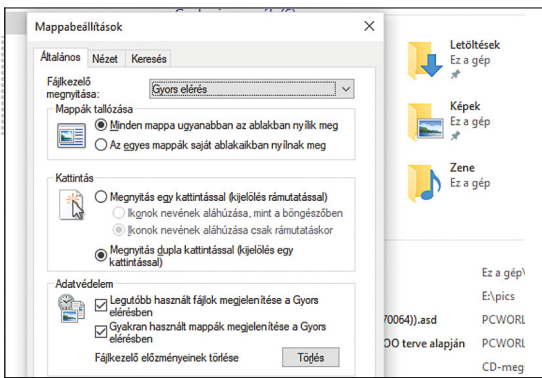 Mappabeállítások
Általános Nézet Keresés
Fájlkezelő
megnyitása: Gyors elérés
Mappák tallózása
Minden mappa ugyanabban az ablakban nyílik meg
Az egyes mappák saját ablakaikban nyílnak meg
Kattintás
Megnyitás egy kattintással (kijelölés rámutatással)
Ikonok nevének aláhúzása, mint a böngészőben
Ikonok nevének aláhúzása csak rámutatáskor
Megnyitás dupla kattintással (kijelölés egy
kattintással)
Adatvédelem
Legutóbb használt fájlok megjelenítése a Gyors
elérésben
Gyakran használt mappák megjelenítése a Gyors
elérésben
Fájlkezelő előzményeinek törlése Törlés
Letöltések
Ez a gép
Képek
Ez a gép
Zene
Ez a gép
Ez a gép\
E:\pics
70064)).asd PCWORL
OO terve alapján PCWORL
CD-meg